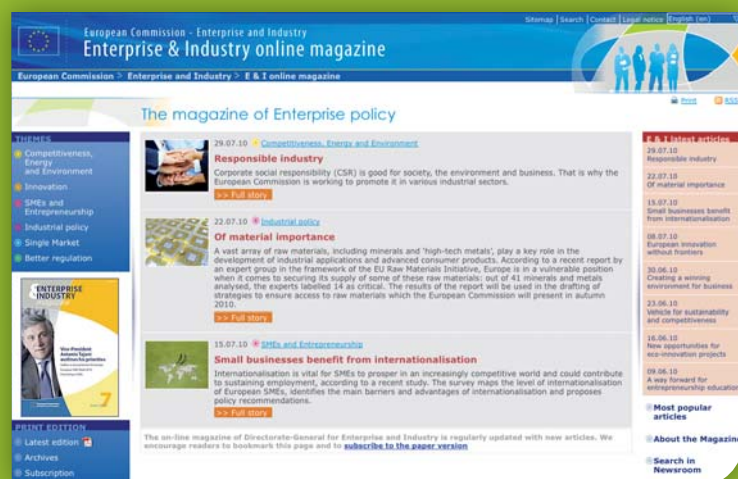 Sitemap | Search | Contact | Legal notice English (en)
European Commission - Enterprise and Industry
Enterprise & Industry online magazine
European Commission > Enterprise and Industry > E & I online magazine
Print RSS
The magazine of Enterprise policy
THEMES
Competitiveness,
Energy
and Environment
Innovation
SMEs and
Entrepreneurship
Industrial policy
Single Market
Better regulation
ENTERPRISE
&INDUSTRY
Vice-President
Antonio Tajani
outlines his priorities
7
PRINT EDITION
Latest edition
Archives
Subscription
29.07.10 Competitiveness, Energy and Environment
Responsible industry
Corporate social responsibility (CSR) is good for society, the environment and business. That is why the
European Commission is working to promote it in various industrial sectors.
>> Full story
22.07.10 Industrial policy
Of material importance
A vast array of raw materials, including minerals and 'high-tech metals', play a key role in the
development of industrial applications and advanced consumer products. According to a recent report by
an expert group in the framework of the EU Raw Materials Initiative, Europe is in a vulnerable position
when it comes to securing its supply of some of these raw materials: out of 41 minerals and metals
analysed, the experts labelled 14 as critical. The results of the report will be used in the drafting of
strategies to ensure access to raw materials which the European Commission will present in autumn
2010.
>> Full story
15.07.10 SMEs and Entrepreneurship
Small businesses benefit from internationalisation
Internationalisation is vital for SMEs to prosper in an increasingly competitive world and could contribute
to sustaining employment, according to a recent study. The survey maps the level of internationalisation
of European SMEs, identifies the main barriers and advantages of internationalisation and proposes
policy recommendations.
>> Full story
The on-line magazine of Directorete-General for Enterprise and Industry is regularly updated with new articles. We
encourage readers to bookmark this page and to subscribe to the paper version
E & I latest articles
29.07.10
Responsible industry
22.07.10
Of material importance
15.07.10
Small businesses benefit
from internationalisation
08.07.10
European innovation
without frontiers
30.06.10
Creating a winning
environment for business
23.06.10
Vehicle for sustainability
and competitiveness
16.06.10
New opportunities for
eco-innovation projects
09.06.10
A way forward for
entrepreneurship education
Most popular
articles
About the Magazine
Search in
Newsroom